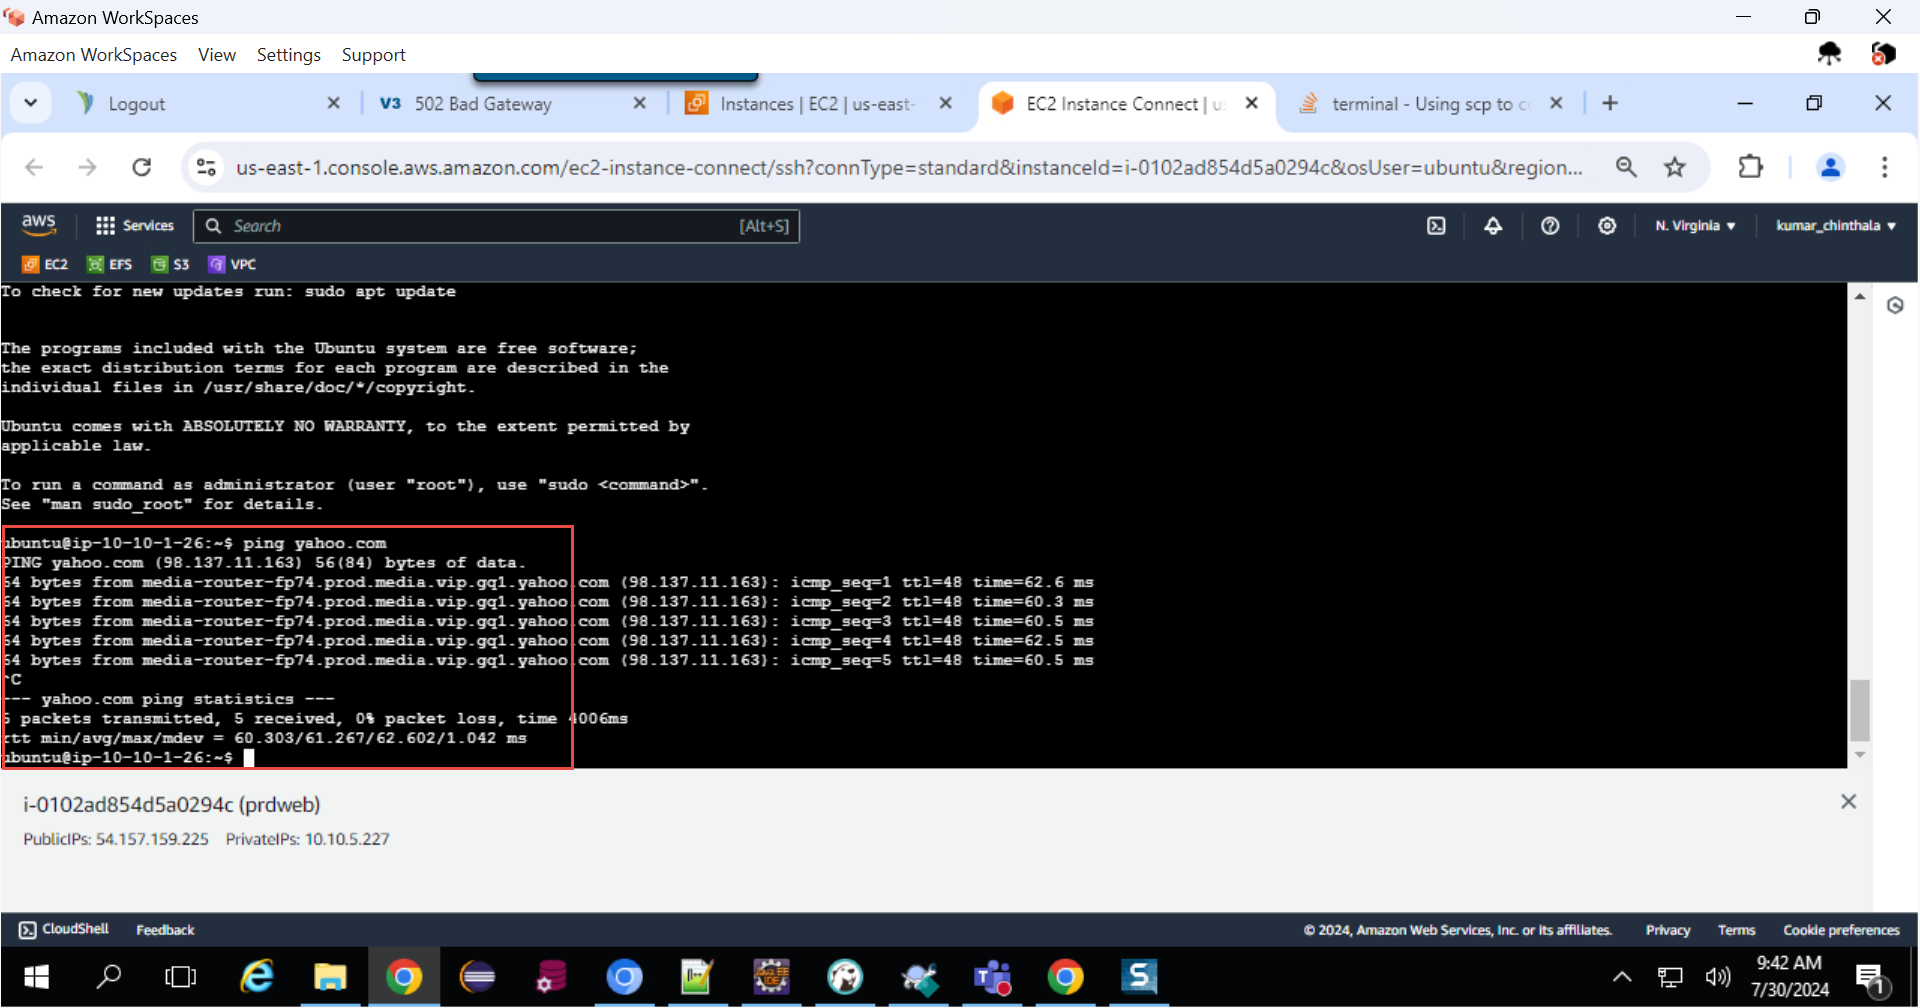 Amazon WorkSpaces
Amazon WorkSpaces View Settings Support
Logout
V3 502 Bad Gateway
Instances | EC2 | us-east-
EC2 Instance Connect | u
terminal - Using scp to c
us-east-1.console.aws.amazon.com/ec2-instance-connect/ssh?connType=standard&instanceId=i-0102ad854d5a0294c&osUser=ubuntu&region...
aws Services Search [Alt+S] N. Virginia kumar_chinthala
EC2 EFS S3 VPC
To check for new updates run: sudo apt update
The programs included with the Ubuntu system are free software;
the exact distribution terms for each program are described in the
individual files in /usr/share/doc/*/copyright.
Ubuntu comes with ABSOLUTELY NO WARRANTY, to the extent permitted by
applicable law.
To run a command as administrator (user "root"), use "sudo <command>".
See "man sudo_root" for details.
ubuntu@ip-10-10-1-26:~$ ping yahoo.com
PING yahoo.com (98.137.11.163) 56(84) bytes of data.
64 bytes from media-router-fp74.prod.media.vip.gq1.yahoo.com (98.137.11.163): icmp_seq=1 ttl=48 time=62.6 ms
64 bytes from media-router-fp74.prod.media.vip.gq1.yahoo.com (98.137.11.163): icmp_seq=2 ttl=48 time=60.3 ms
64 bytes from media-router-fp74.prod.media.vip.gq1.yahoo.com (98.137.11.163): icmp_seq=3 ttl=48 time=60.5 ms
64 bytes from media-router-fp74.prod.media.vip.gq1.yahoo.com (98.137.11.163): icmp_seq=4 ttl=48 time=62.5 ms
64 bytes from media-router-fp74.prod.media.vip.gq1.yahoo.com (98.137.11.163): icmp_seq=5 ttl=48 time=60.5 ms
^C
--- yahoo.com ping statistics ---
5 packets transmitted, 5 received, 0% packet loss, time 4006ms
rtt min/avg/max/mdev = 60.303/61.267/62.602/1.042 ms
ubuntu@ip-10-10-1-26:~$
i-0102ad854d5a0294c (prdweb)
PublicIPs: 54.157.159.225 PrivateIPs: 10.10.5.227
CloudShell Feedback © 2024, Amazon Web Services, Inc. or its affiliates. Privacy Terms Cookie preferences
9:42 AM
7/30/2024
1